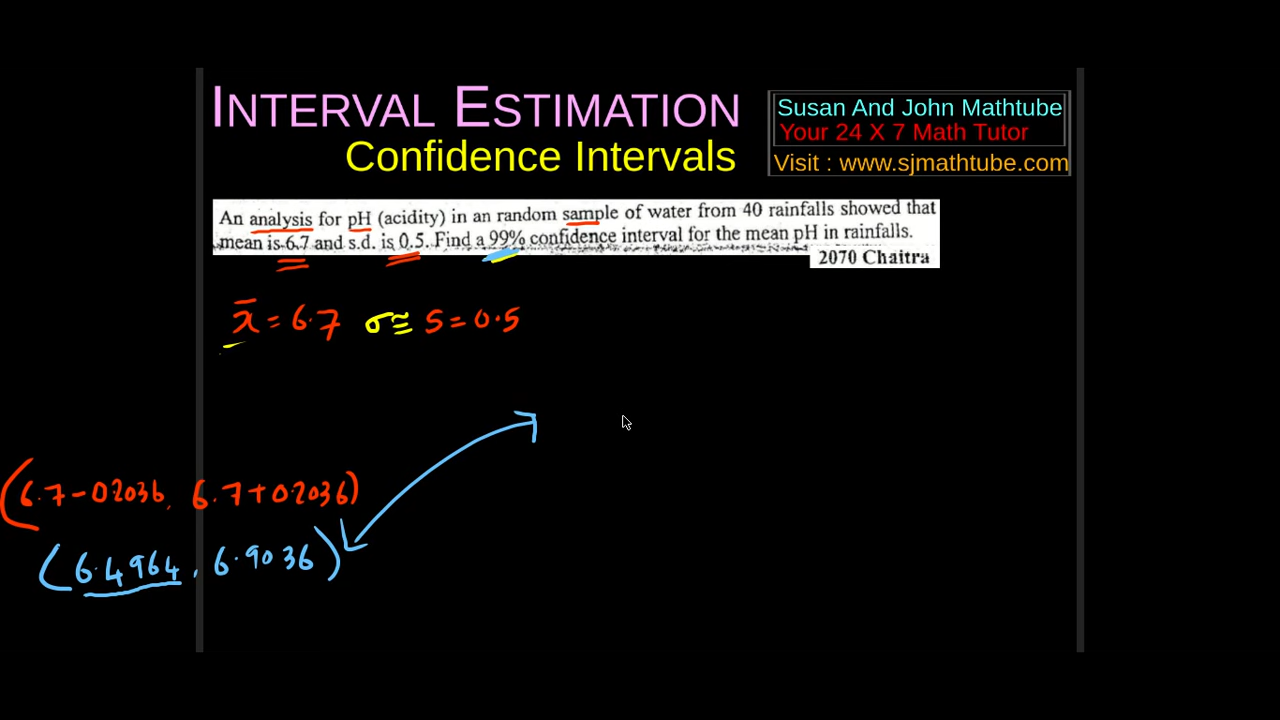 INTERVAL ESTIMATION
Confidence Intervals
Susan And John Mathtube
Your 24 X 7 Math Tutor
Visit : www.sjmathtube.com
An analysis for pH (acidity) in an random sample of water from 40 rainfalls showed that
mean is 6.7 and s.d. is 0.5. Find a 99% confidence interval for the mean pH in rainfalls.
2070 Chaitra
x̄ = 6.7 σ ≅ S = 0.5
(6.7-0.2036, 6.7+0.2036)
(6.4964, 6.9036)